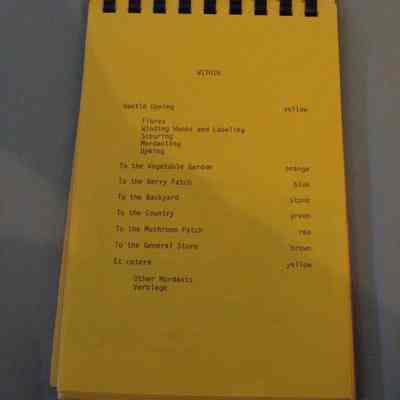 WITHIN
Gentle Dyeing yellow
Fibres
Winding Hanks and Labeling
Scouring
Mordanting
Dyeing
To the Vegetable Garden orange
To the Berry Patch blue
To the Backyard stone
To the Country green
To the Mushroom Patch red
To the General Store brown
Et cetera yellow
Other Mordants
Verbiage